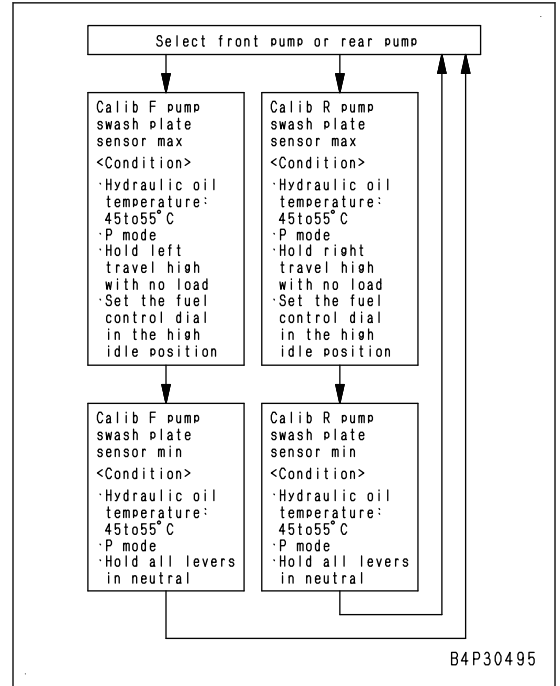 Select front pump or rear pump
Calib F pump
swash plate
sensor max
<Condition>
·Hydraulic oil
temperature:
45to55°C
·P mode
·Hold left
travel high
with no load
·Set the fuel
control dial
in the high
idle position
Calib R pump
swash plate
sensor max
<Condition>
·Hydraulic oil
temperature:
45to55°C
·P mode
·Hold right
travel high
with no load
·Set the fuel
control dial
in the high
idle position
Calib F pump
swash plate
sensor min
<Condition>
·Hydraulic oil
temperature:
45to55°C
·P mode
·Hold all levers
in neutral
Calib R pump
swash plate
sensor min
<Condition>
·Hydraulic oil
temperature:
45to55°C
·P mode
·Hold all levers
in neutral
B4P30495